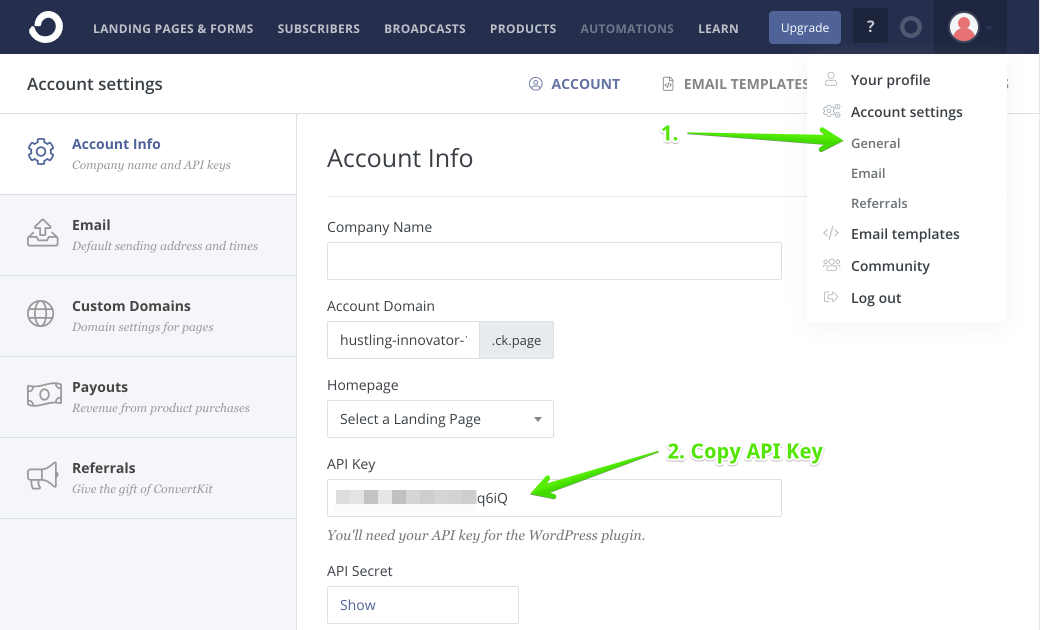 LANDING PAGES & FORMS SUBSCRIBERS BROADCASTS PRODUCTS AUTOMATIONS LEARN Upgrade ?
Account settings ACCOUNT EMAIL TEMPLATES
Your profile
Account settings
General
Email
Referrals
Email templates
Community
Log out
1.
Account Info
Company name and API keys
Email
Default sending address and times
Custom Domains
Domain settings for pages
Payouts
Revenue from product purchases
Referrals
Give the gift of ConvertKit
Account Info
Company Name
Account Domain
hustling-innovator- .ck.page
Homepage
Select a Landing Page
2. Copy API Key
API Key
q6iQ
You'll need your API key for the WordPress plugin.
API Secret
Show